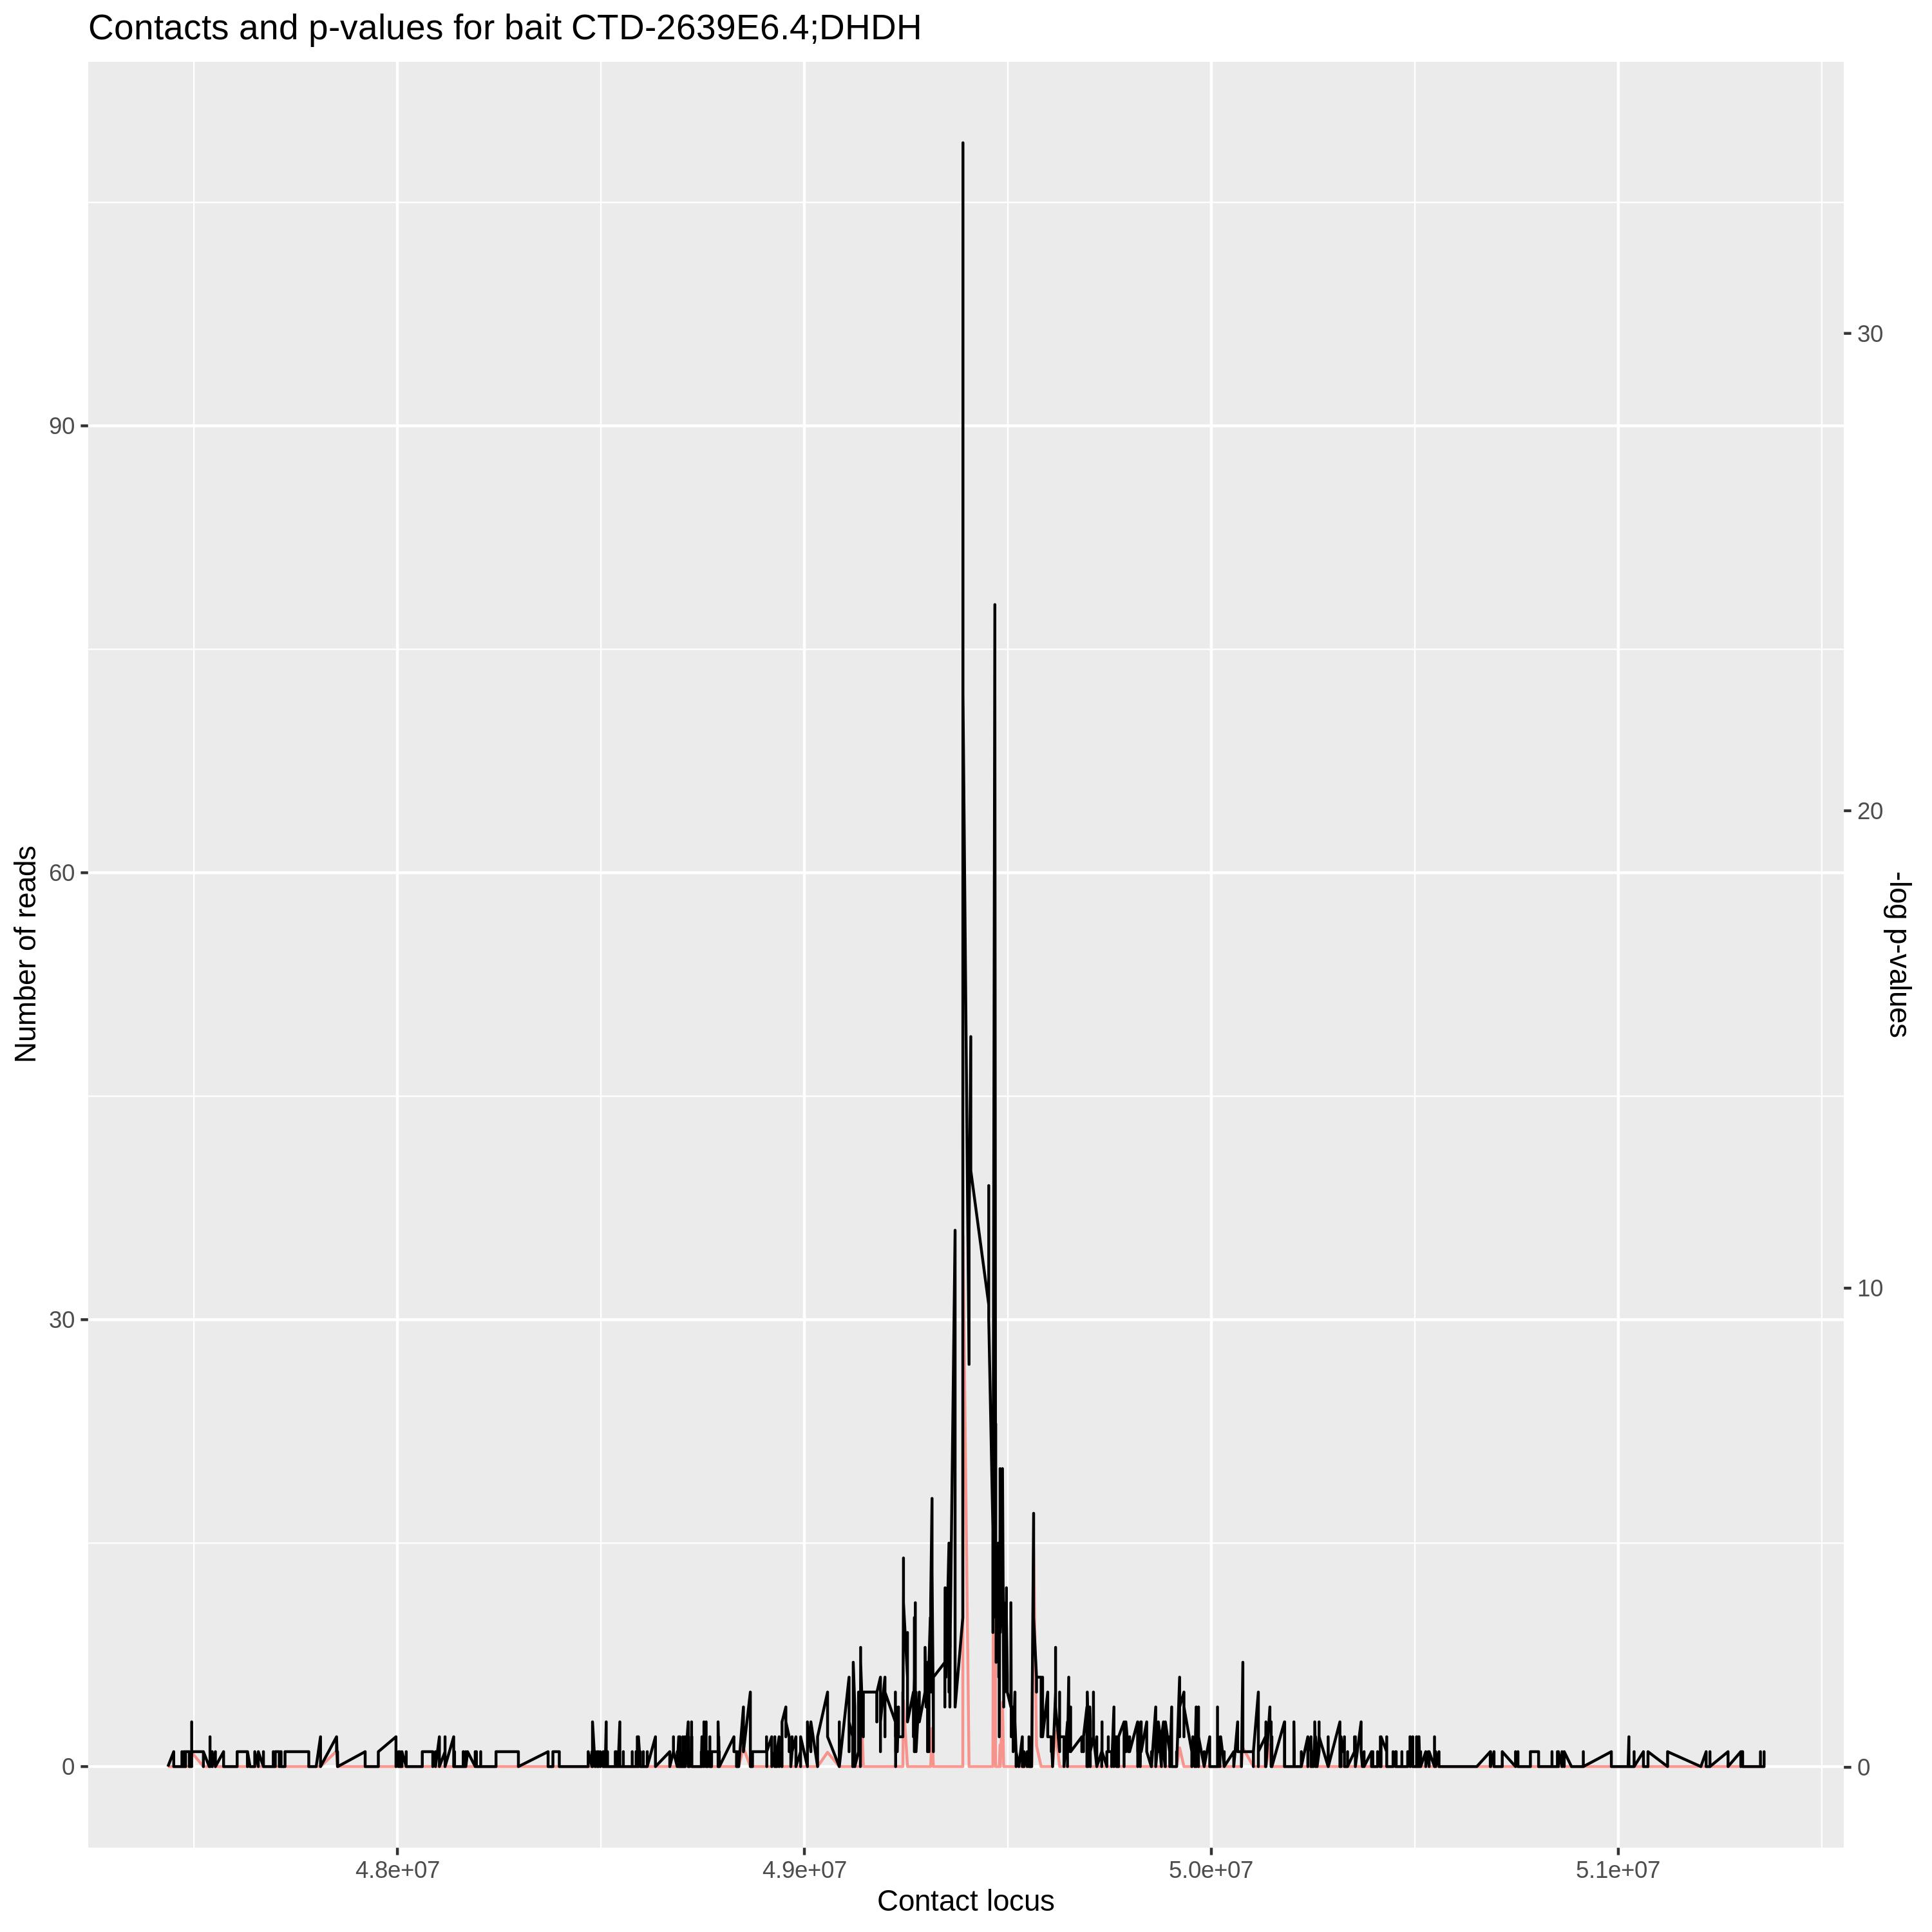 Contacts and p-values for bait CTD-2639E6.4;DHDH
Number of reads
90
60
30
0
30
20
10
0
-log p-values
4.8e+07 4.9e+07 5.0e+07 5.1e+07
Contact locus